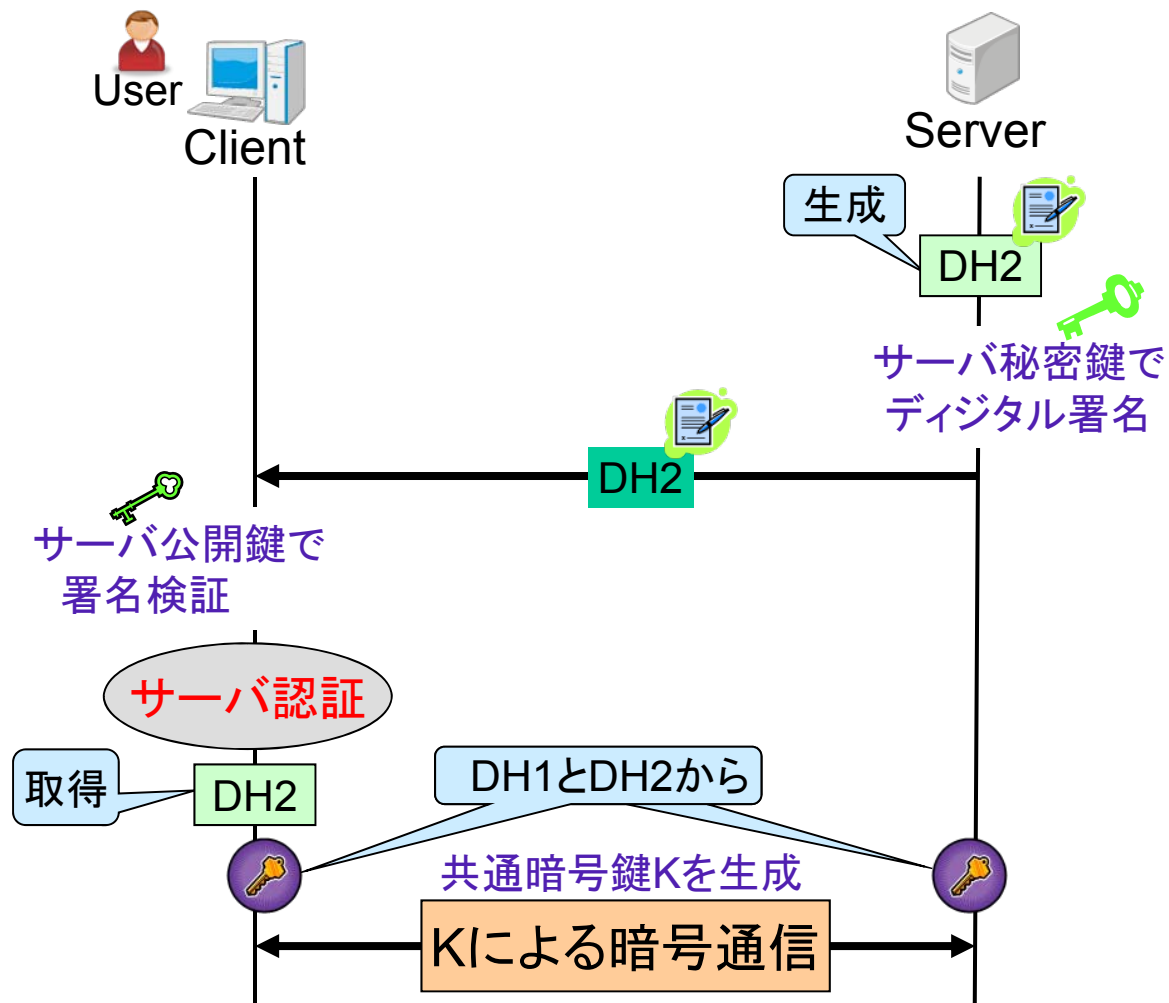 User
Client
Server
生成
DH2
サーバ秘密鍵で
ディジタル署名
DH2
サーバ公開鍵で
署名検証
サーバ認証
取得
DH2
DH1とDH2から
共通暗号鍵Kを生成
Kによる暗号通信